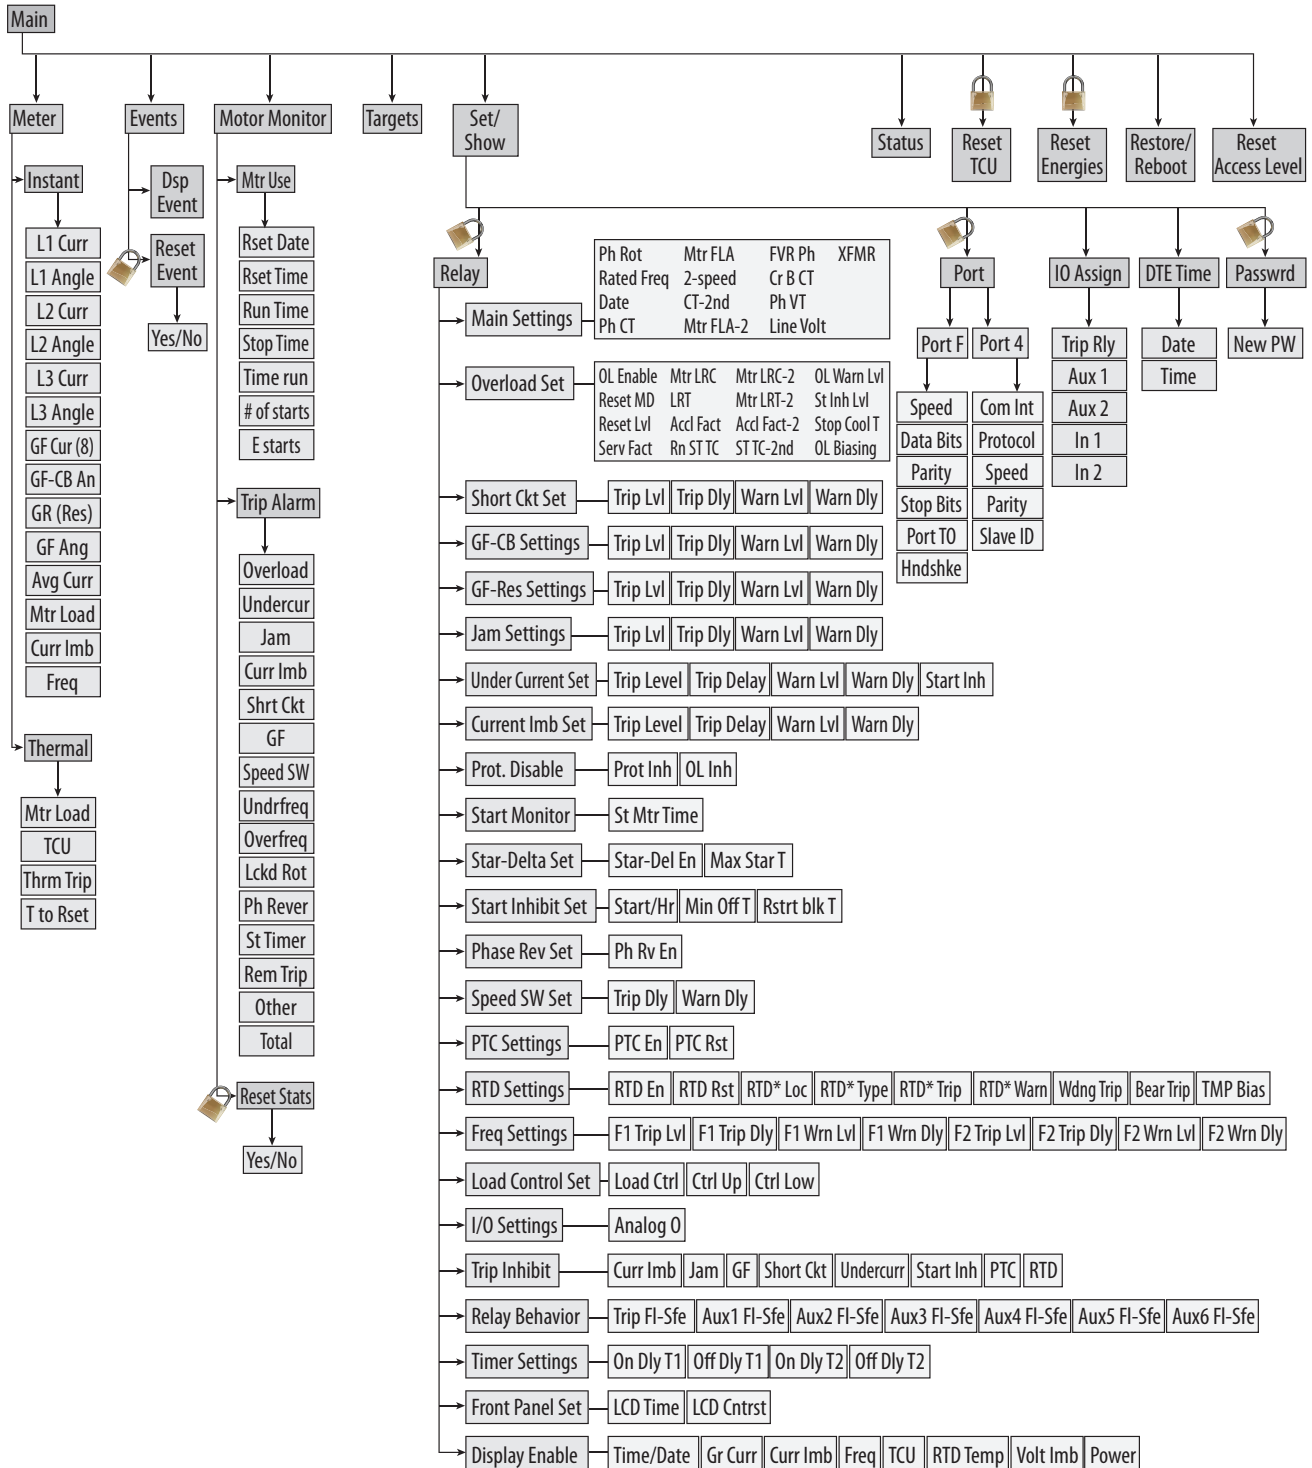 Main
Meter
Events
Motor Monitor
Targets
Set/
Show
Status
Reset
TCU
Reset
Energies
Restore/
Reboot
Reset
Access Level
Instant
L1 Curr
L1 Angle
L2 Curr
L2 Angle
L3 Curr
L3 Angle
GF Cur (8)
GF-CB An
GR (Res)
GF Ang
Avg Curr
Mtr Load
Curr Imb
Freq
Thermal
Mtr Load
TCU
Thrm Trip
T to Rset
Dsp
Event
Reset
Event
Yes/No
Mtr Use
Rset Date
Rset Time
Run Time
Stop Time
Time run
# of starts
E starts
Trip Alarm
Overload
Undercur
Jam
Curr Imb
Shrt Ckt
GF
Speed SW
Undrfreq
Overfreq
Lckd Rot
Ph Rever
St Timer
Rem Trip
Other
Total
Reset Stats
Yes/No
Relay
Main Settings
Ph Rot Mtr FLA FVR Ph XFMR
Rated Freq 2-speed Cr B CT
Date CT-2nd Ph VT
Ph CT Mtr FLA-2 Line Volt
Overload Set
OL Enable Mtr LRC Mtr LRC-2 OL Warn Lvl
Reset MD LRT Mtr LRT-2 St Inh Lvl
Reset Lvl Accl Fact Accl Fact-2 Stop Cool T
Serv Fact Rn ST TC ST TC-2nd OL Biasing
Short Ckt Set Trip Lvl Trip Dly Warn Lvl Warn Dly
GF-CB Settings Trip Lvl Trip Dly Warn Lvl Warn Dly
GF-Res Settings Trip Lvl Trip Dly Warn Lvl Warn Dly
Jam Settings Trip Lvl Trip Dly Warn Lvl Warn Dly
Under Current Set Trip Level Trip Delay Warn Lvl Warn Dly Start Inh
Current Imb Set Trip Level Trip Delay Warn Lvl Warn Dly
Prot. Disable Prot Inh OL Inh
Start Monitor St Mtr Time
Star-Delta Set Star-Del En Max Star T
Start Inhibit Set Start/Hr Min Off T Rstrt blk T
Phase Rev Set Ph Rv En
Speed SW Set Trip Dly Warn Dly
PTC Settings PTC En PTC Rst
RTD Settings RTD En RTD Rst RTD* Loc RTD* Type RTD* Trip RTD* Warn Wdng Trip Bear Trip TMP Bias
Freq Settings F1 Trip Lvl F1 Trip Dly F1 Wrn Lvl F1 Wrn Dly F2 Trip Lvl F2 Trip Dly F2 Wrn Lvl F2 Wrn Dly
Load Control Set Load Ctrl Ctrl Up Ctrl Low
I/O Settings Analog O
Trip Inhibit Curr Imb Jam GF Short Ckt Undercurr Start Inh PTC RTD
Relay Behavior Trip Fl-Sfe Aux1 Fl-Sfe Aux2 Fl-Sfe Aux3 Fl-Sfe Aux4 Fl-Sfe Aux5 Fl-Sfe Aux6 Fl-Sfe
Timer Settings On Dly T1 Off Dly T1 On Dly T2 Off Dly T2
Front Panel Set LCD Time LCD Cntrst
Display Enable Time/Date Gr Curr Curr Imb Freq TCU RTD Temp Volt Imb Power
Port
Port F
Speed
Data Bits
Parity
Stop Bits
Port TO
Hndshke
Port 4
Com Int
Protocol
Speed
Parity
Slave ID
IO Assign
Trip Rly
Aux 1
Aux 2
In 1
In 2
DTE Time
Date
Time
Passwrd
New PW